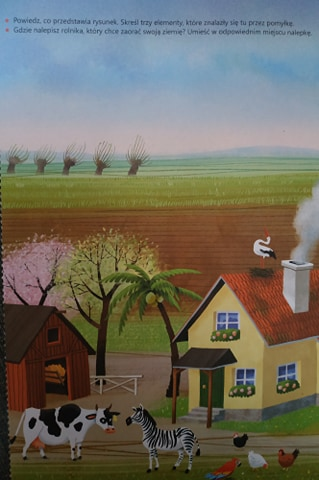 Powiedz, co przedstawia rysunek. Skreśl trzy elementy, które znalazły się tu przez pomyłkę.
Gdzie nalepisz rolnika, który chce zaorać swoją ziemię? Umieść w odpowiednim miejscu nalepkę.